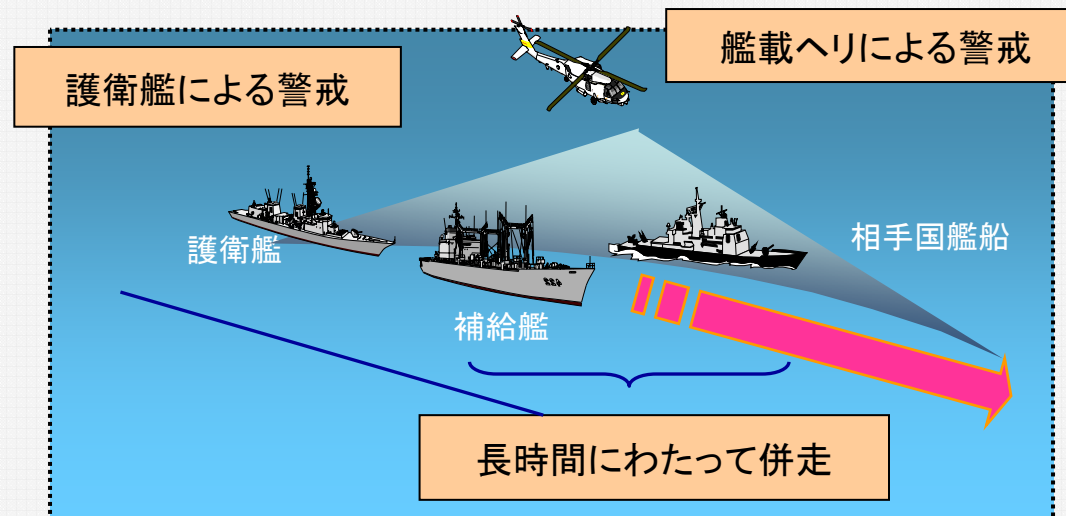 艦載ヘリによる警戒
護衛艦による警戒
護衛艦
相手国艦船
補給艦
長時間にわたって併走